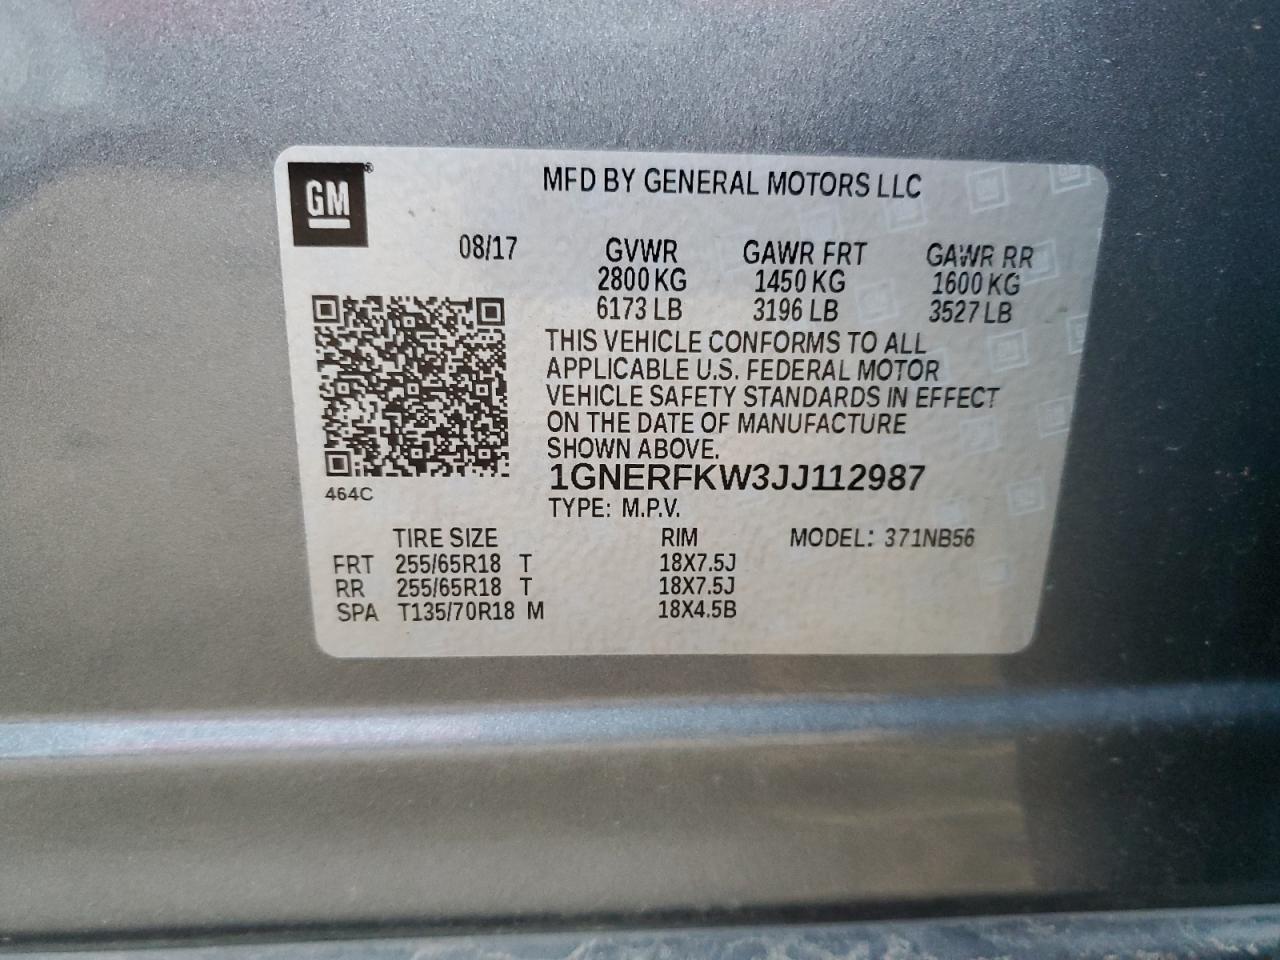 GM®
MFD BY GENERAL MOTORS LLC
08/17 GVWR GAWR FRT GAWR RR
2800 KG 1450 KG 1600 KG
6173 LB 3196 LB 3527 LB
THIS VEHICLE CONFORMS TO ALL
APPLICABLE U.S. FEDERAL MOTOR
VEHICLE SAFETY STANDARDS IN EFFECT
ON THE DATE OF MANUFACTURE
SHOWN ABOVE.
1GNERFKW3JJ112987
464C
TYPE: M.P.V.
TIRE SIZE RIM MODEL: 371NB56
FRT 255/65R18 T 18X7.5J
RR 255/65R18 T 18X7.5J
SPA T135/70R18 M 18X4.5B